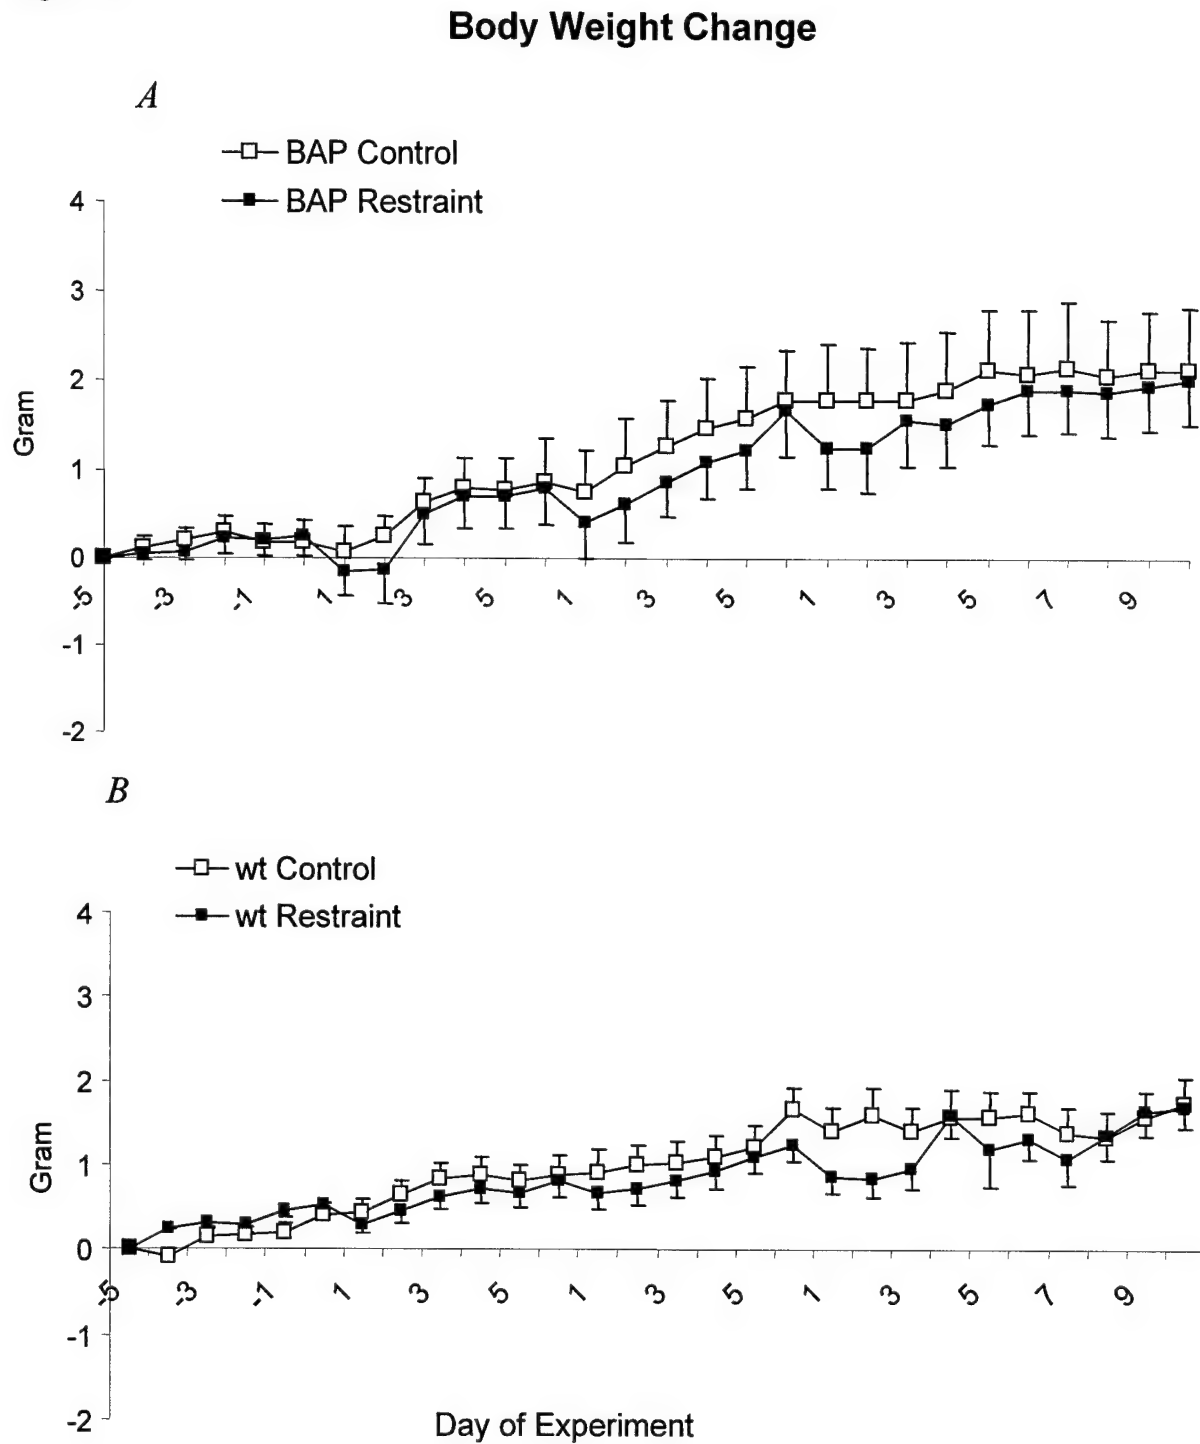 Body Weight Change
A
BAP Control
BAP Restraint
4
3
2
1
0
-1
-2
Gram
-5 -3 -1 1 3 5 1 3 5 1 3 5 7 9
B
wt Control
wt Restraint
4
3
2
1
0
-1
-2
Gram
-5 -3 -1 1 3 5 1 3 5 1 3 5 7 9
Day of Experiment